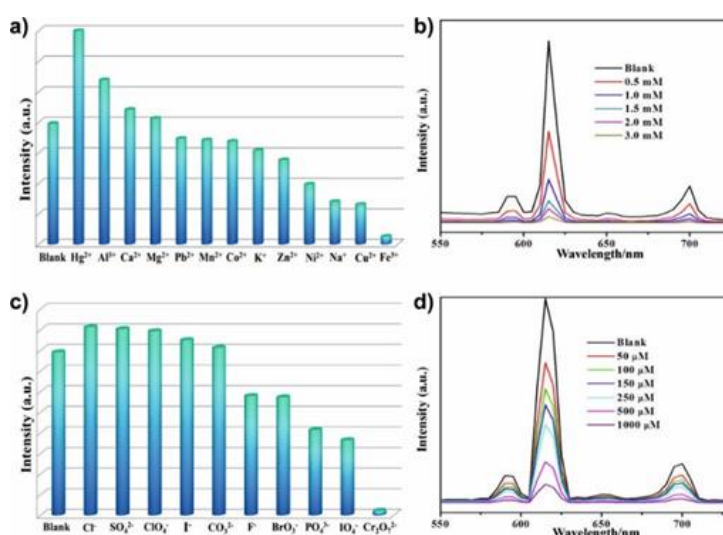 a)
Intensity (a.u.)
Blank Hg²⁺ Al³⁺ Ca²⁺ Mg²⁺ Pb²⁺ Mn²⁺ Co²⁺ K⁺ Zn²⁺ Ni²⁺ Na⁺ Cu²⁺ Fe³⁺
b)
Intensity (a.u.)
Blank
0.5 mM
1.0 mM
1.5 mM
2.0 mM
3.0 mM
550 600 650 700
Wavelength/nm
c)
Intensity (a.u.)
Blank Cl⁻ SO₄²⁻ ClO₄⁻ I⁻ CO₃²⁻ F⁻ BrO₃⁻ PO₄³⁻ IO₄⁻ Cr₂O₇²⁻
d)
Intensity (a.u.)
Blank
50 μM
100 μM
150 μM
250 μM
500 μM
1000 μM
550 600 650 700
Wavelength/nm